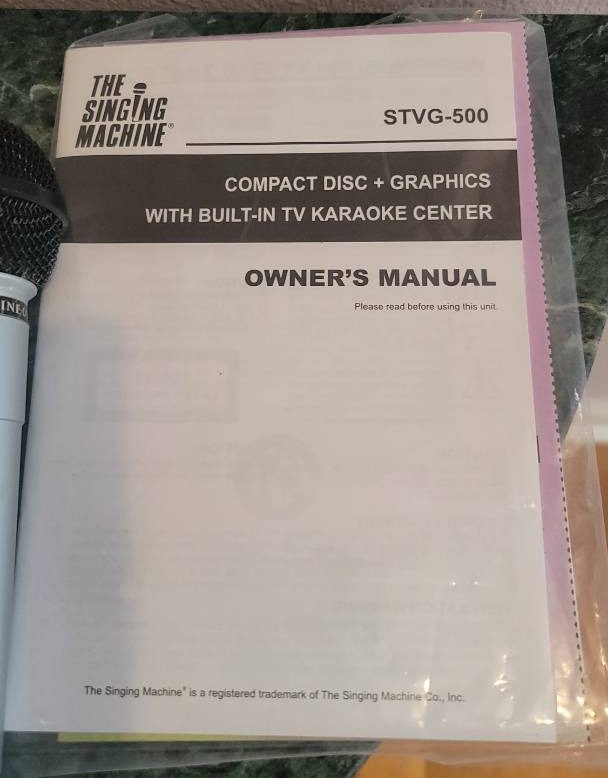 THE
SINGING
MACHINE®
STVG-500
COMPACT DISC + GRAPHICS
WITH BUILT-IN TV KARAOKE CENTER
OWNER'S MANUAL
Please read before using this unit.
The Singing Machine® is a registered trademark of The Singing Machine Co., Inc.